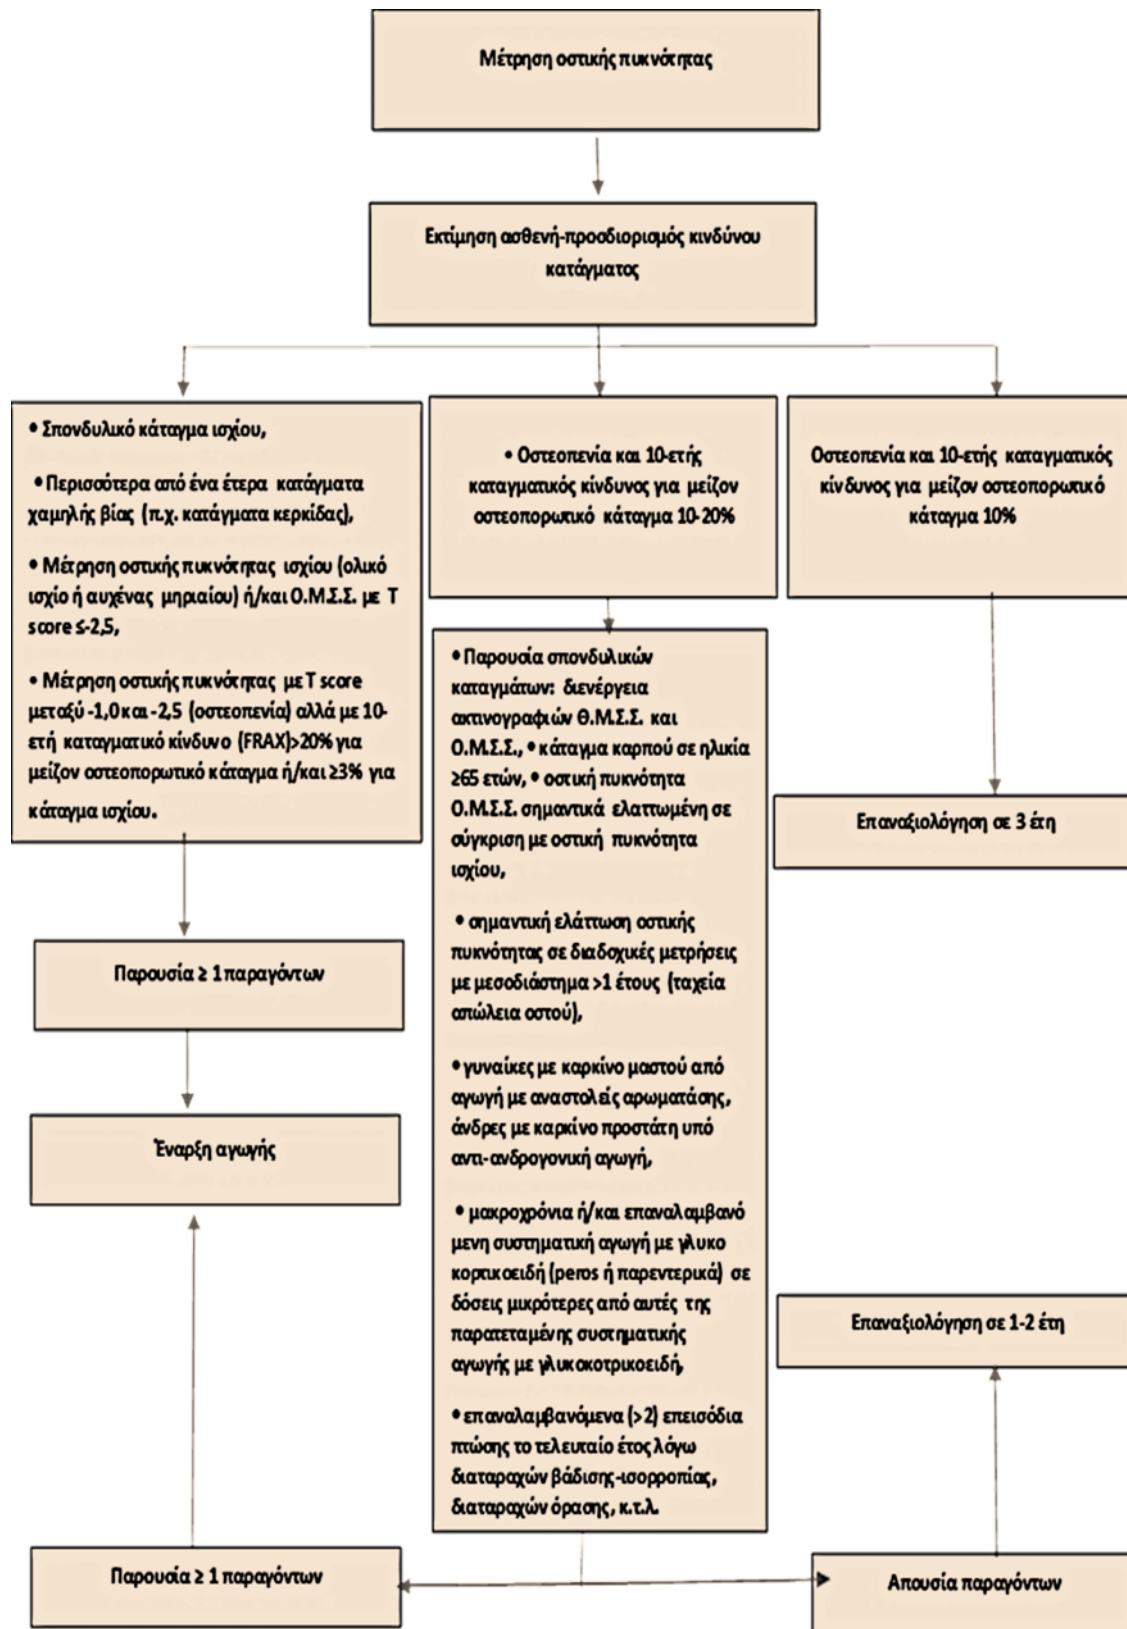 Μέτρηση οστικής πυκνότητας
Εκτίμηση ασθενή-προσδιορισμός κινδύνου
κατάγματος
• Σπονδυλικό κάταγμα ισχίου,
• Περισσότερα από ένα έτερα κατάγματα
χαμηλής βίας (π.χ. κατάγματα κερκίδας),
• Μέτρηση οστικής πυκνότητας ισχίου (ολικό
ισχίο ή αυχένας μηριαίου) ή/και Ο.Μ.Σ.Σ. με T
score ≤-2,5,
• Μέτρηση οστικής πυκνότητας με T score
μεταξύ -1,0 και -2,5 (οστεοπενία) αλλά με 10-
ετή καταγματικό κίνδυνο (FRAX)>20% για
μείζον οστεοπορωτικό κάταγμα ή/και ≥3% για
κάταγμα ισχίου.
Παρουσία ≥ 1 παραγόντων
Έναρξη αγωγής
• Οστεοπενία και 10-ετής
καταγματικός κίνδυνος για μείζον
οστεοπορωτικό κάταγμα 10-20%
• Παρουσία σπονδυλικών
καταγμάτων: διενέργεια
ακτινογραφιών Θ.Μ.Σ.Σ. και
Ο.Μ.Σ.Σ., • κάταγμα καρπού σε ηλικία
≥65 ετών, • οστική πυκνότητα
Ο.Μ.Σ.Σ. σημαντικά ελαττωμένη σε
σύγκριση με οστική πυκνότητα
ισχίου,
• σημαντική ελάττωση οστικής
πυκνότητας σε διαδοχικές μετρήσεις
με μεσοδιάστημα >1 έτους (ταχεία
απώλεια οστού),
• γυναίκες με καρκίνο μαστού από
αγωγή με αναστολείς αρωματάσης,
άνδρες με καρκίνο προστάτη υπό
αντι-ανδρογονική αγωγή,
• μακροχρόνια ή/και επαναλαμβανό
μενη συστηματική αγωγή με γλυκο
κορτικοειδή (peros ή παρεντερικά) σε
δόσεις μικρότερες από αυτές της
παρατεταμένης συστηματικής
αγωγής με γλυκοκοτρικοειδή,
• επαναλαμβανόμενα (>2) επεισόδια
πτώσης το τελευταίο έτος λόγω
διαταραχών βάδισης-ισορροπίας,
διαταραχών όρασης, κ.τ.λ.
Οστεοπενία και 10-ετής καταγματικός
κίνδυνος για μείζον οστεοπορωτικό
κάταγμα 10%
Επαναξιολόγηση σε 3 έτη
Επαναξιολόγηση σε 1-2 έτη
Παρουσία ≥ 1 παραγόντων
Απουσία παραγόντων